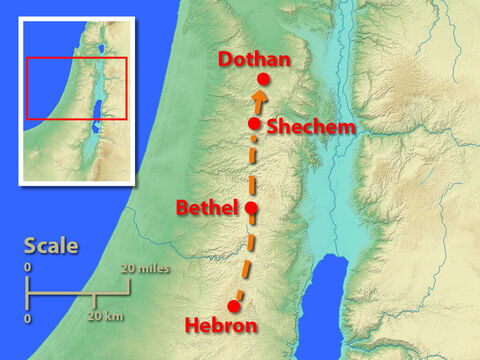 Dothan
Shechem
Bethel
Scale
0 20 miles
0 20 km
Hebron